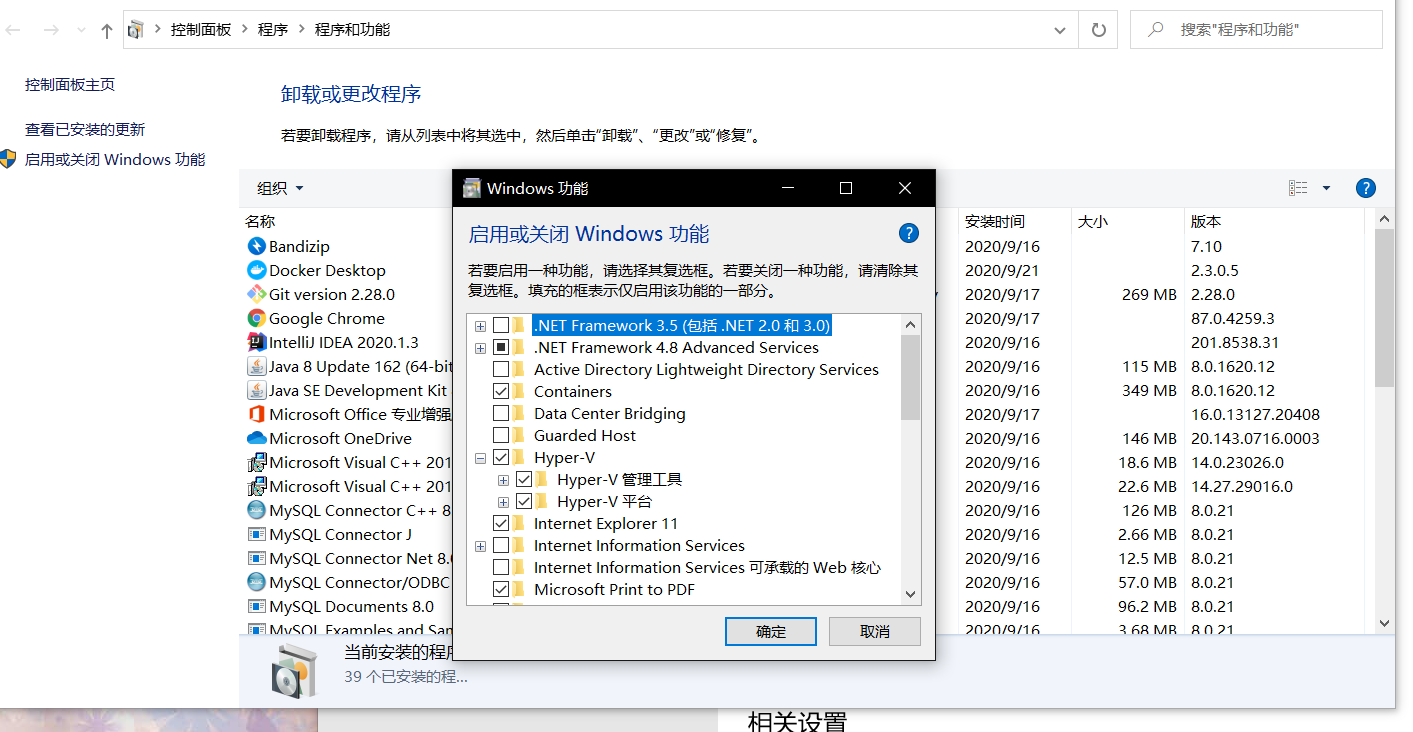 控制面板 程序 程序和功能
搜索"程序和功能"
控制面板主页
查看已安装的更新
启用或关闭 Windows 功能
卸载或更改程序
若要卸载程序，请从列表中将其选中，然后单击“卸载”、“更改”或“修复”。
组织
名称 安装时间 大小 版本
Bandizip 2020/9/16 7.10
Docker Desktop 2020/9/21 2.3.0.5
Git version 2.28.0 2020/9/17 269 MB 2.28.0
Google Chrome 2020/9/17 87.0.4259.3
IntelliJ IDEA 2020.1.3 2020/9/16 201.8538.31
Java 8 Update 162 (64-bit 2020/9/16 115 MB 8.0.1620.12
Java SE Development Kit 2020/9/16 349 MB 8.0.1620.12
Microsoft Office 专业增强 2020/9/17 16.0.13127.20408
Microsoft OneDrive 2020/9/16 146 MB 20.143.0716.0003
Microsoft Visual C++ 201 2020/9/16 18.6 MB 14.0.23026.0
Microsoft Visual C++ 201 2020/9/16 22.6 MB 14.27.29016.0
MySQL Connector C++ 8 2020/9/16 126 MB 8.0.21
MySQL Connector J 2020/9/16 2.66 MB 8.0.21
MySQL Connector Net 8.0 2020/9/16 12.5 MB 8.0.21
MySQL Connector/ODBC 2020/9/16 57.0 MB 8.0.21
MySQL Documents 8.0 2020/9/16 96.2 MB 8.0.21
MySQL Examples and Sam 2020/9/16 3.68 MB 8.0.21
当前安装的程序
39 个已安装的程...
Windows 功能
启用或关闭 Windows 功能
若要启用一种功能，请选择其复选框。若要关闭一种功能，请清除其
复选框。填充的框表示仅启用该功能的一部分。
.NET Framework 3.5 (包括 .NET 2.0 和 3.0)
.NET Framework 4.8 Advanced Services
Active Directory Lightweight Directory Services
Containers
Data Center Bridging
Guarded Host
Hyper-V
Hyper-V 管理工具
Hyper-V 平台
Internet Explorer 11
Internet Information Services
Internet Information Services 可承载的 Web 核心
Microsoft Print to PDF
确定 取消
相关设置